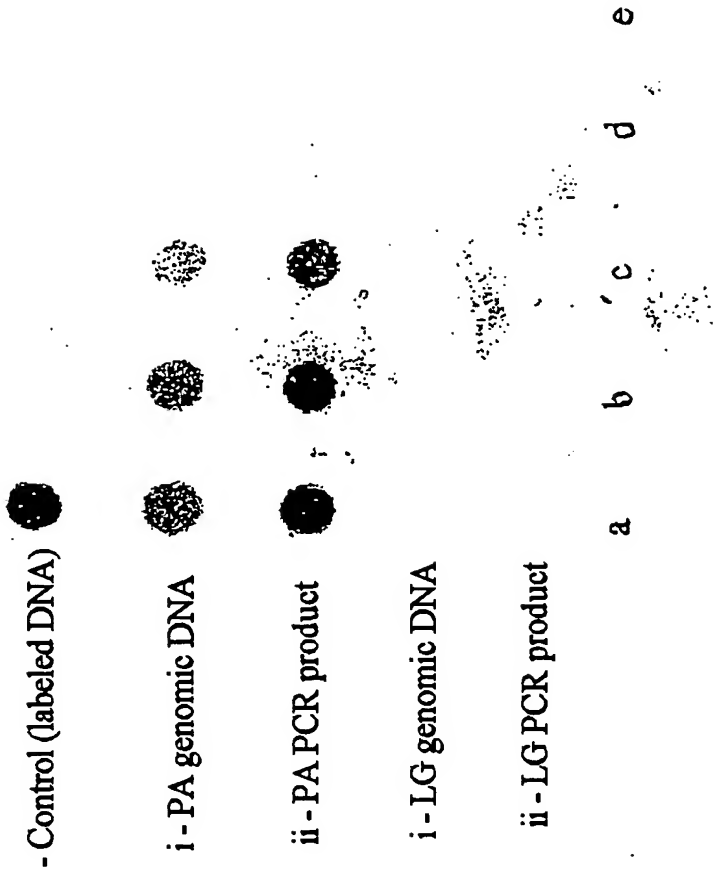 - Control (labeled DNA)
i - PA genomic DNA
ii - PA PCR product
i - LG genomic DNA
ii - LG PCR product
a b c d e